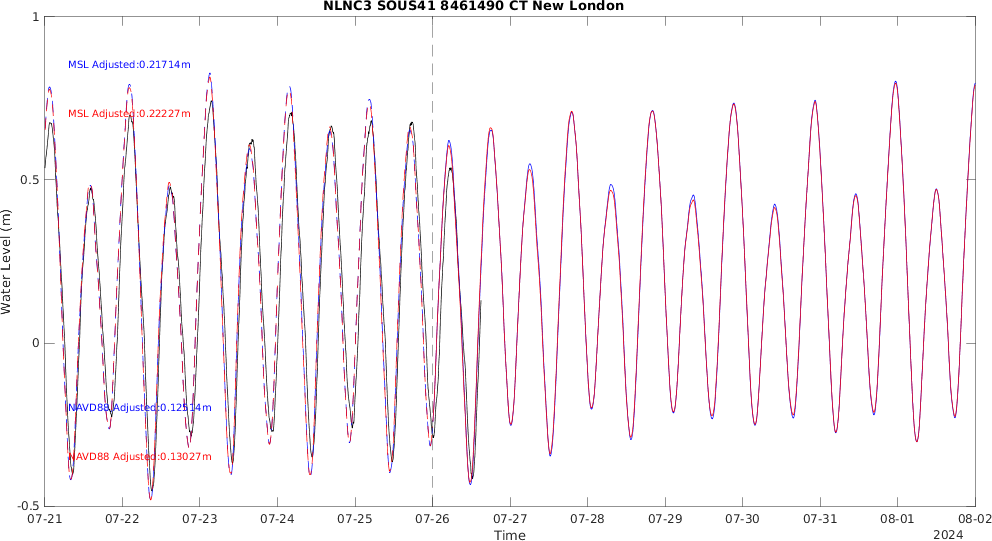 NLNC3 SOUS41 8461490 CT New London
1
MSL Adjusted:0.21714m
MSL Adjusted:0.22227m
0.5
Water Level (m)
0
NAVD88 Adjusted:0.12514m
NAVD88 Adjusted:0.13027m
-0.5
07-21 07-22 07-23 07-24 07-25 07-26 07-27 07-28 07-29 07-30 07-31 08-01 08-02
Time
2024